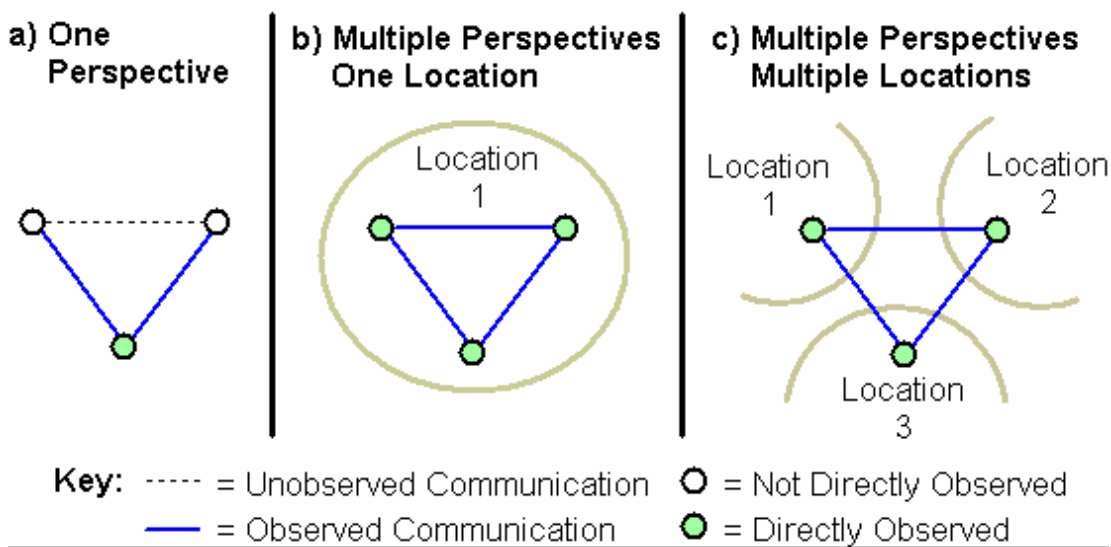 a) One
Perspective
b) Multiple Perspectives
One Location
Location
1
c) Multiple Perspectives
Multiple Locations
Location
1
Location
2
Location
3
Key: = Unobserved Communication = Not Directly Observed
= Observed Communication = Directly Observed